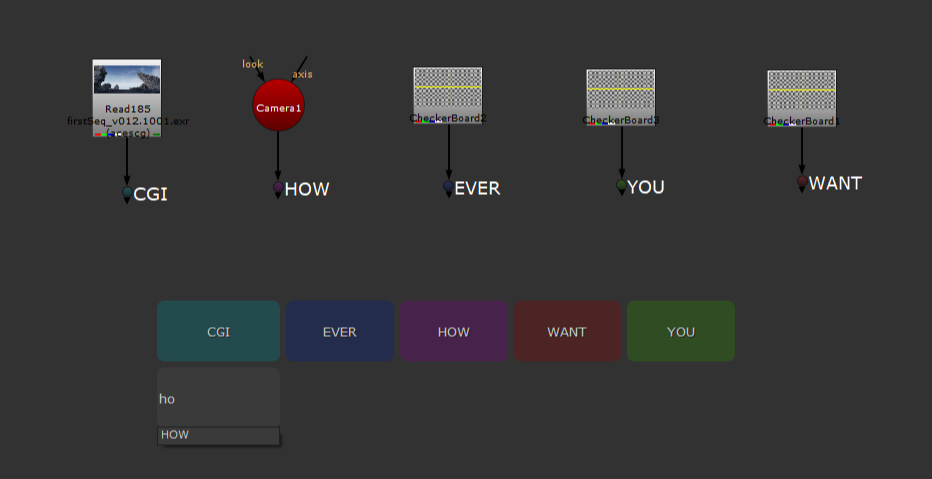 look
axis
Read185
firstSeq_v012.1001.exr
(acescg)
Camera1
CheckerBoard2
CheckerBoard3
CheckerBoard1
CGI
HOW
EVER
YOU
WANT
CGI
EVER
HOW
WANT
YOU
ho
HOW